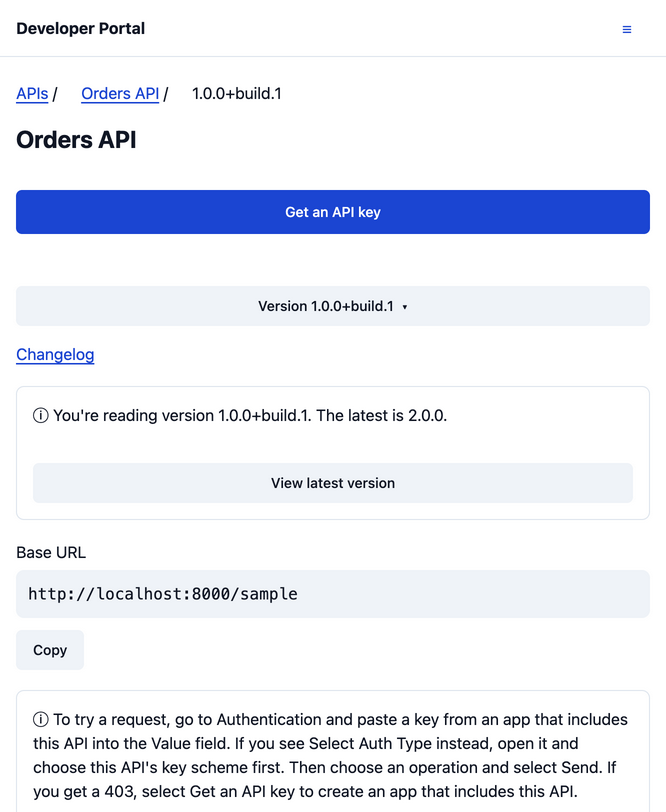 Developer Portal
≡
APIs / Orders API / 1.0.0+build.1
Orders API
Get an API key
Version 1.0.0+build.1 ▾
Changelog
ⓘ You're reading version 1.0.0+build.1. The latest is 2.0.0.
View latest version
Base URL
http://localhost:8000/sample
Copy
ⓘ To try a request, go to Authentication and paste a key from an app that includes
this API into the Value field. If you see Select Auth Type instead, open it and
choose this API's key scheme first. Then choose an operation and select Send. If
you get a 403, select Get an API key to create an app that includes this API.